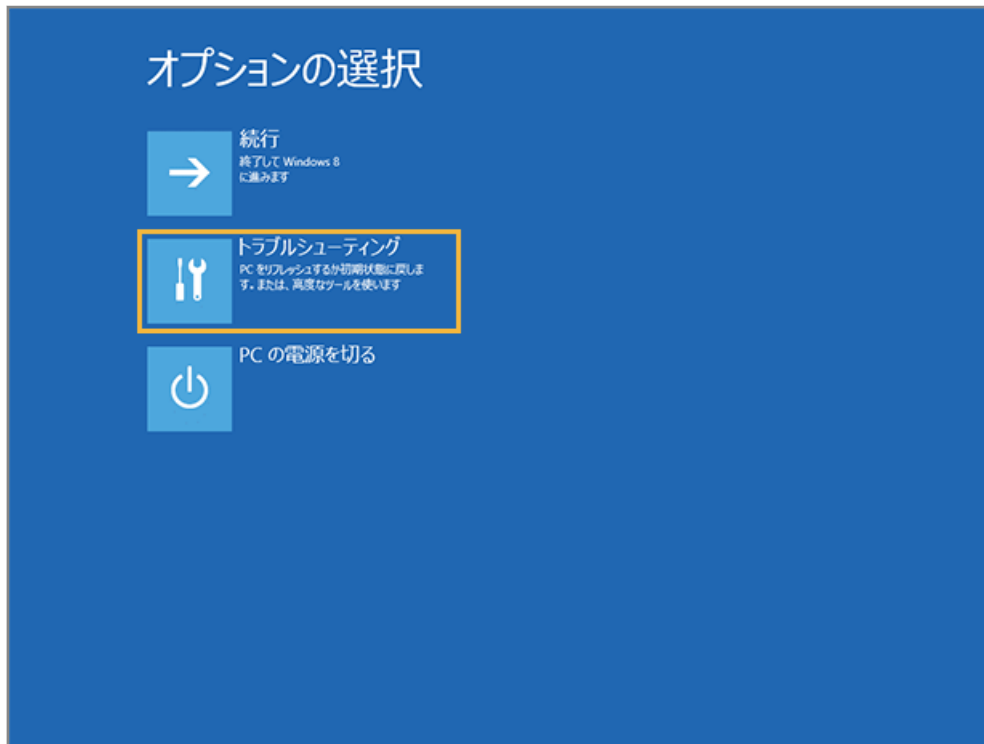 オプションの選択
続行
終了して Windows 8
に進みます
トラブルシューティング
PC をリフレッシュするか初期状態に戻しま
す。または、高度なツールを使います
PC の電源を切る